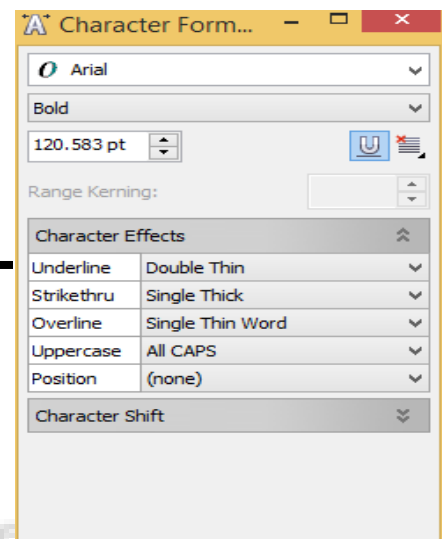 Character Form...
Arial
Bold
120.583 pt
Range Kerning:
Character Effects
Underline Double Thin
Strikethru Single Thick
Overline Single Thin Word
Uppercase All CAPS
Position (none)
Character Shift